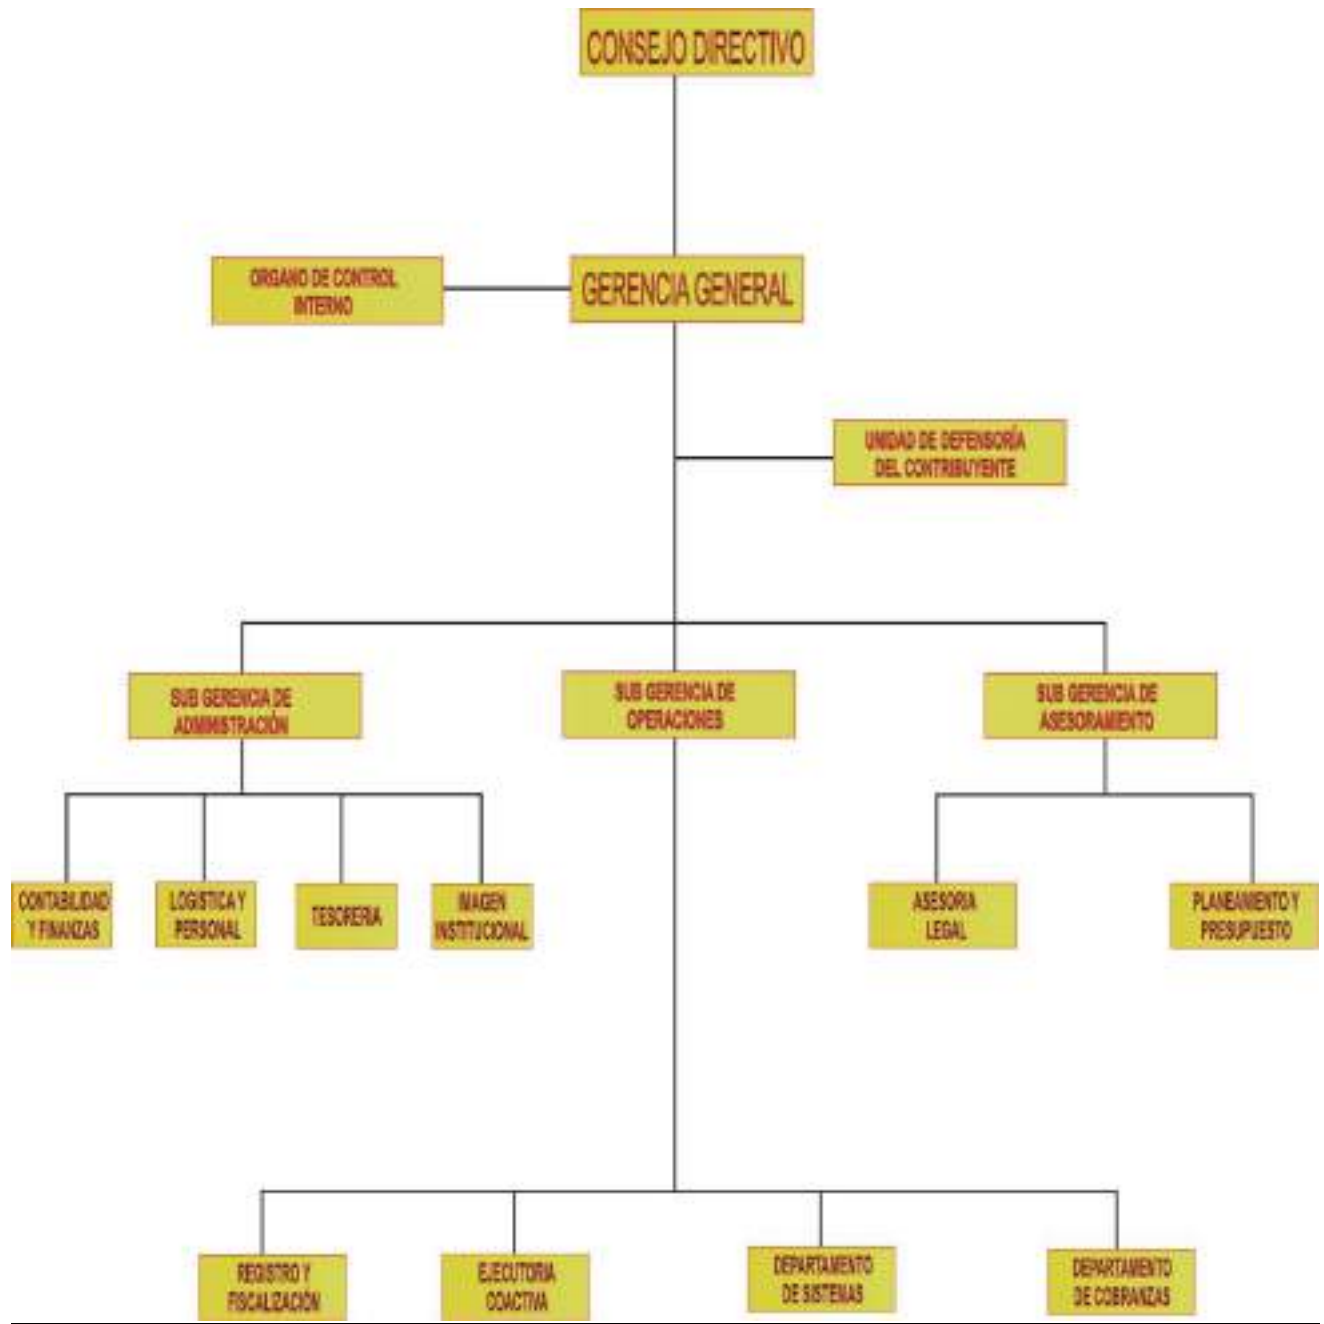 CONSEJO DIRECTIVO
ORGANO DE CONTROL
INTERNO
GERENCIA GENERAL
UNIDAD DE DEFENSORÍA
DEL CONTRIBUYENTE
SUB GERENCIA DE
ADMINISTRACIÓN
SUB GERENCIA DE
OPERACIONES
SUB GERENCIA DE
ASESORAMIENTO
CONTABILIDAD
Y FINANZAS
LOGISTICA Y
PERSONAL
TESORERIA
IMAGEN
INSTITUCIONAL
ASESORIA
LEGAL
PLANEAMIENTO Y
PRESUPUESTO
REGISTRO Y
FISCALIZACIÓN
EJECUTORIA
COACTIVA
DEPARTAMENTO
DE SISTEMAS
DEPARTAMENTO
DE COBRANZAS